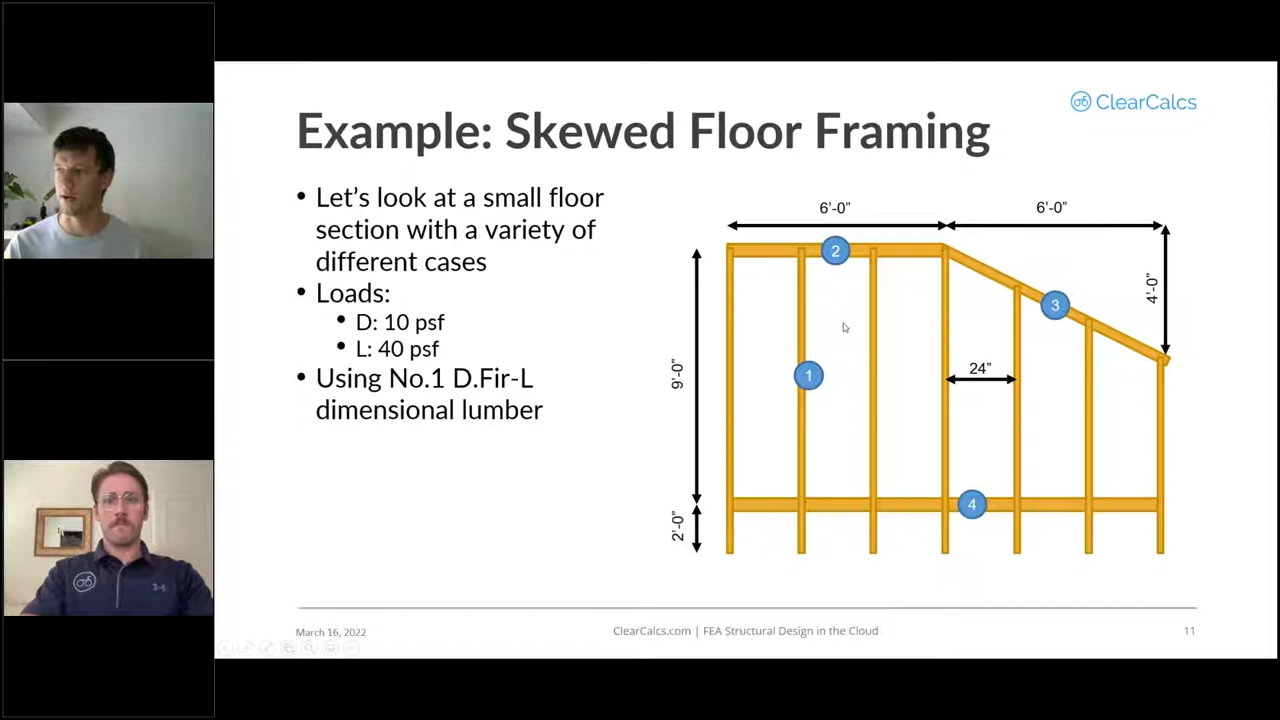 ClearCalcs
Example: Skewed Floor Framing
• Let's look at a small floor
section with a variety of
different cases
• Loads:
• D: 10 psf
• L: 40 psf
• Using No.1 D.Fir-L
dimensional lumber
6'-0"
6'-0"
2
4'-0"
3
9'-0"
1
24"
4
2'-0"
March 16, 2022
ClearCalcs.com | FEA Structural Design in the Cloud
11